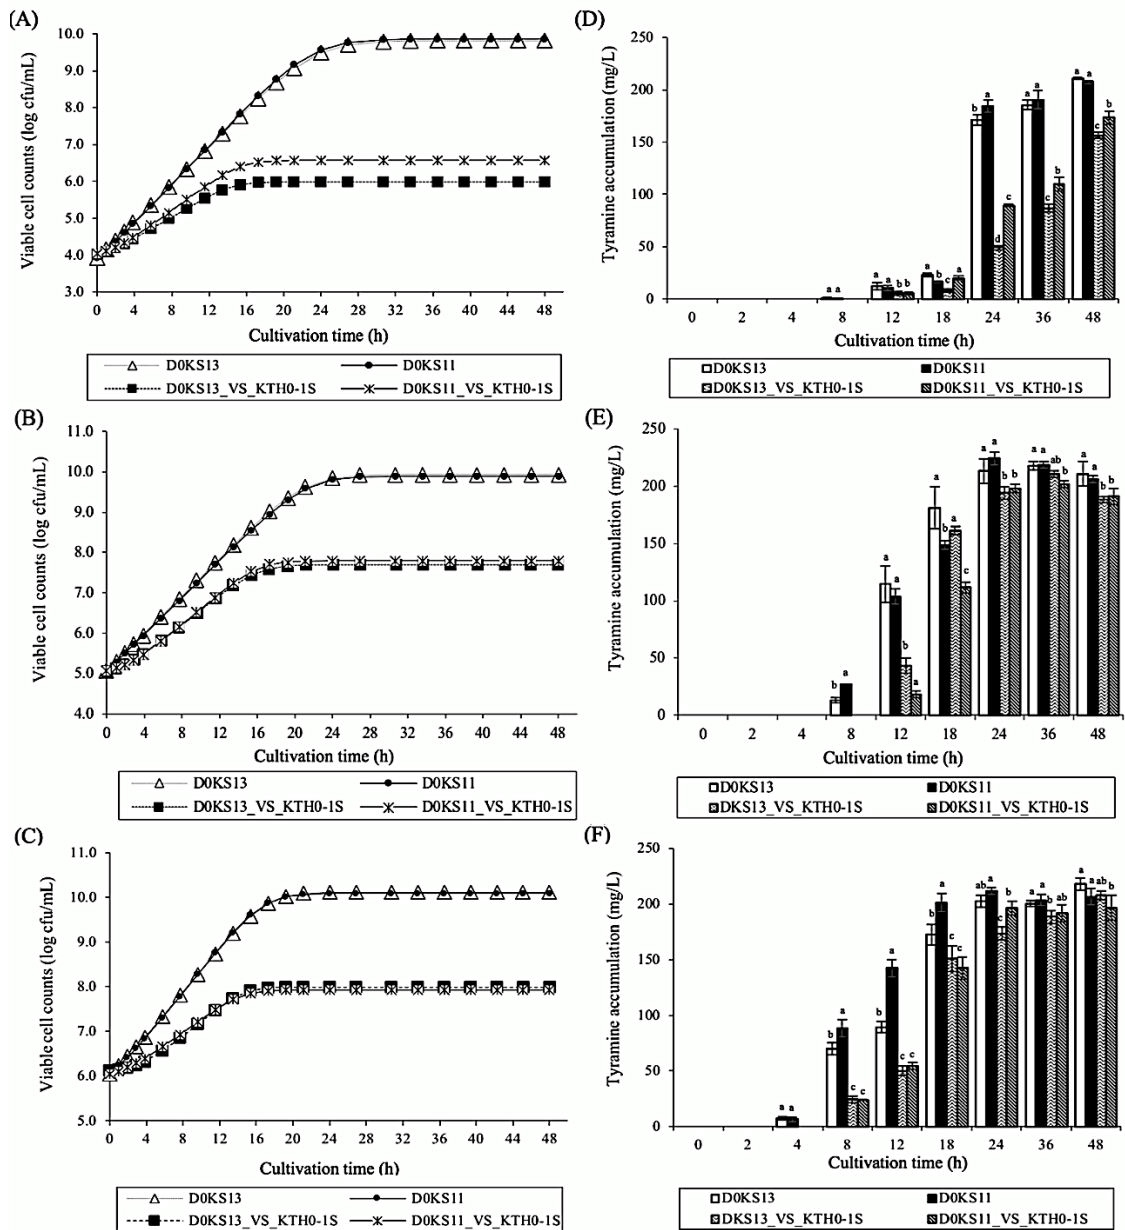 (A)
Viable cell counts (log cfu/mL)
10.0
9.0
8.0
7.0
6.0
5.0
4.0
3.0
0 4 8 12 16 20 24 28 32 36 40 44 48
Cultivation time (h)
D0KS13 D0KS11
D0KS13_VS_KTH0-1S D0KS11_VS_KTH0-1S
(D)
Tyramine accumulation (mg/L)
250
200
150
100
50
0
a a
a a b b
a b c a
b a d c
a a c b
a a c b
0 2 4 8 12 18 24 36 48
Cultivation time (h)
D0KS13 D0KS11
D0KS13_VS_KTH0-1S D0KS11_VS_KTH0-1S
(B)
Viable cell counts (log cfu/mL)
11.0
10.0
9.0
8.0
7.0
6.0
5.0
4.0
0 4 8 12 16 20 24 28 32 36 40 44 48
Cultivation time (h)
D0KS13 D0KS11
D0KS13_VS_KTH0-1S D0KS11_VS_KTH0-1S
(E)
Tyramine accumulation (mg/L)
250
200
150
100
50
0
b a
a a b a
a b a c
a a b b
a a ab b
a a b b
0 2 4 8 12 18 24 36 48
Cultivation time (h)
D0KS13 D0KS11
DKS13_VS_KTH0-1S D0KS11_VS_KTH0-1S
(C)
Viable cell counts (log cfu/mL)
11.0
10.0
9.0
8.0
7.0
6.0
5.0
0 4 8 12 16 20 24 28 32 36 40 44 48
Cultivation time (h)
D0KS13 D0KS11
D0KS13_VS_KTH0-1S D0KS11_VS_KTH0-1S
(F)
Tyramine accumulation (mg/L)
250
200
150
100
50
0
a a
b a c c
b a c c
b a c c
ab a c b
a a b ab
a a ab b
0 2 4 8 12 18 24 36 48
Cultivation time (h)
D0KS13 D0KS11
DKS13_VS_KTH0-1S D0KS11_VS_KTH0-1S